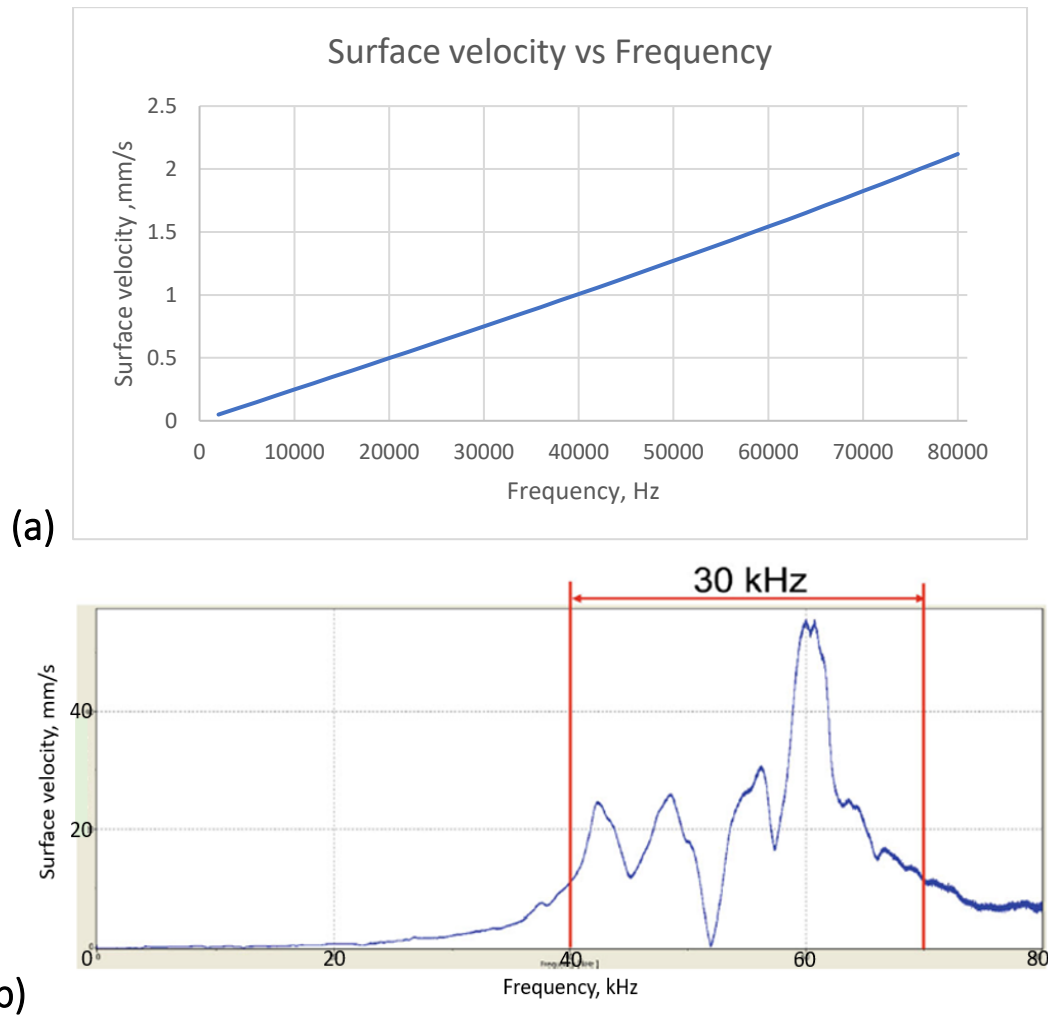 Surface velocity vs Frequency
2.5
2
1.5
1
0.5
0
Surface velocity ,mm/s
0 10000 20000 30000 40000 50000 60000 70000 80000
Frequency, Hz
(a)
30 kHz
40
20
0
Surface velocity, mm/s
0 20 40 60 80
Frequency, kHz
)